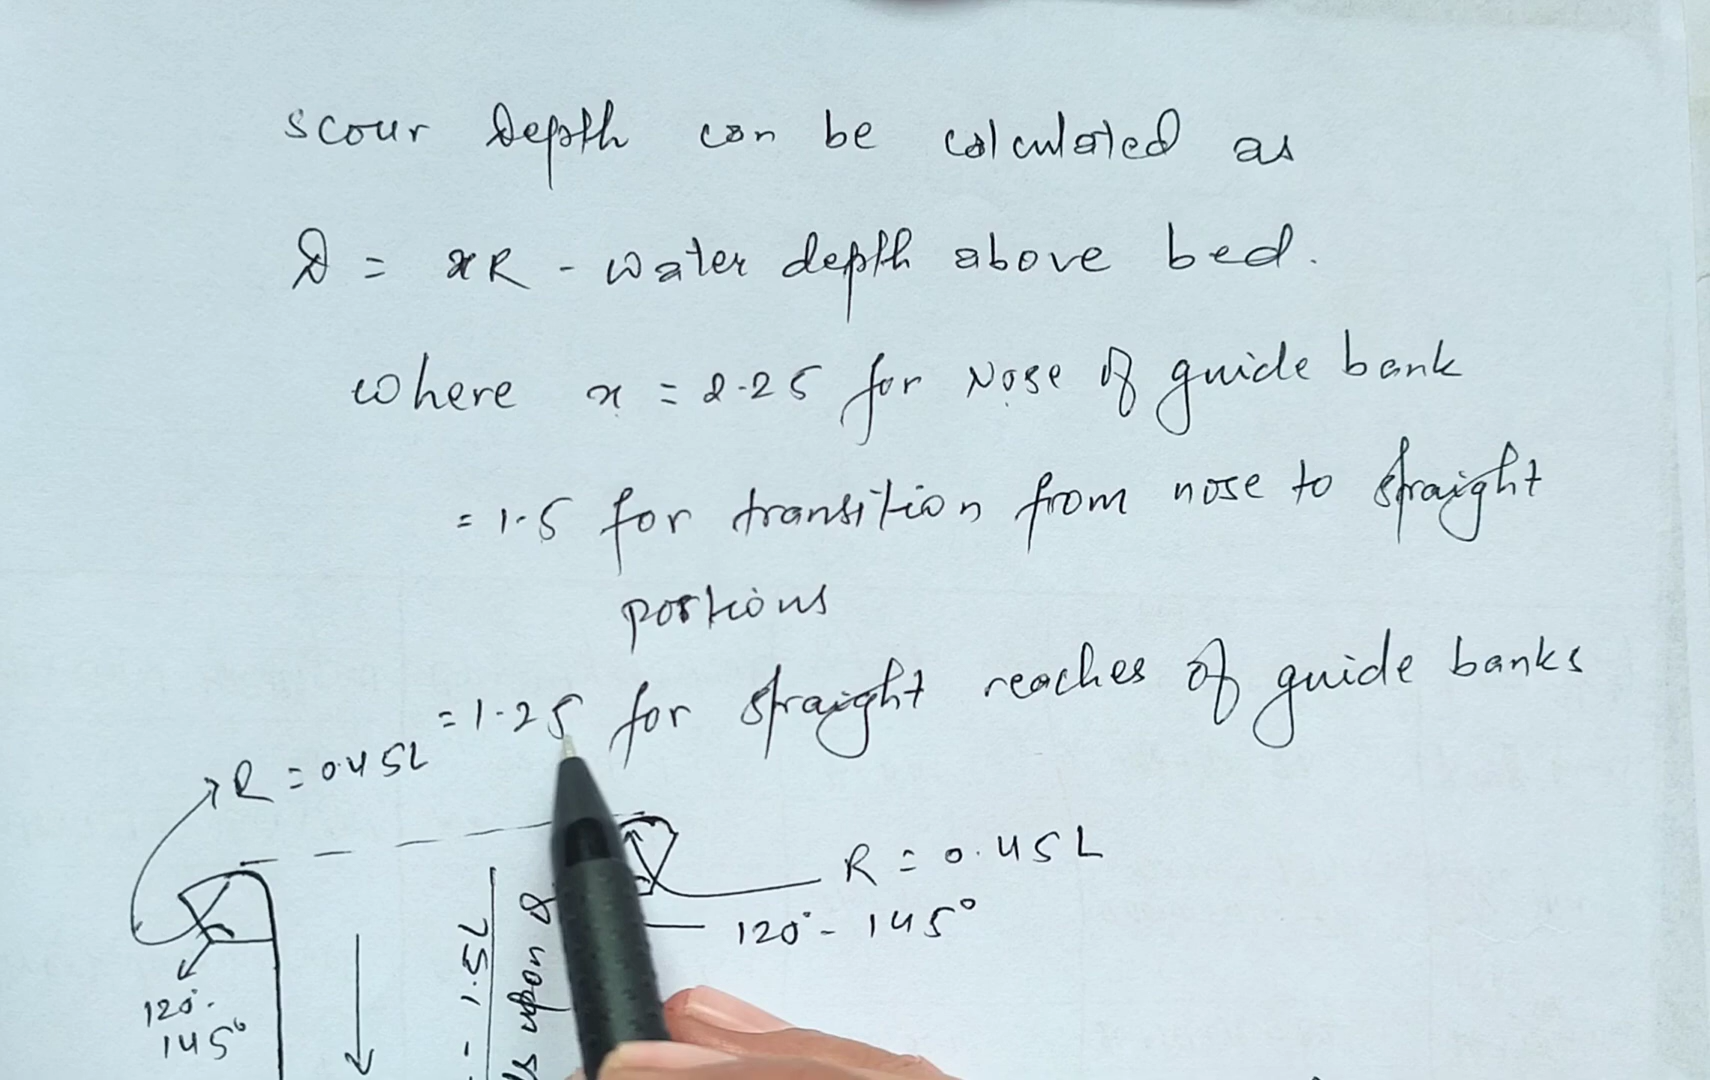 scour Depth can be calculated as
D = xR - water depth above bed.
where x = 2.25 for Nose of guide bank
= 1.5 for transition from nose to straight
portions
= 1.25 for straight reaches of guide banks
R = 0.45L
R = 0.45L
120° - 145°
120°-
145°
- 1.5L
upon Q